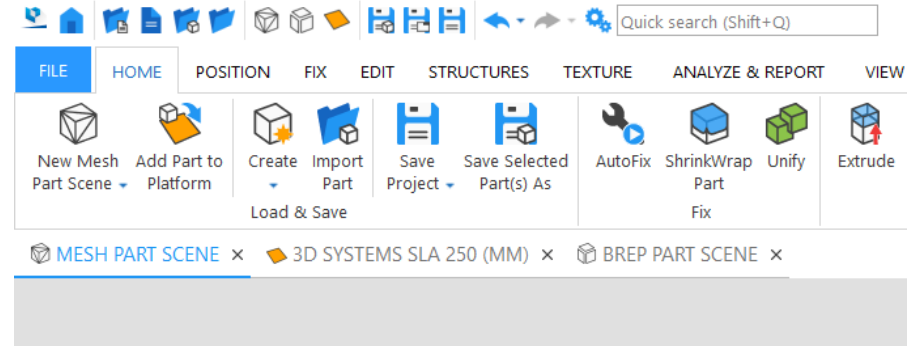 Quick search (Shift+Q)
FILE HOME POSITION FIX EDIT STRUCTURES TEXTURE ANALYZE & REPORT VIEW
New Mesh Add Part to Create Import Save Save Selected AutoFix ShrinkWrap Unify Extrude
Part Scene Platform Part Project Part(s) As Part
Load & Save Fix
MESH PART SCENE × 3D SYSTEMS SLA 250 (MM) × BREP PART SCENE ×